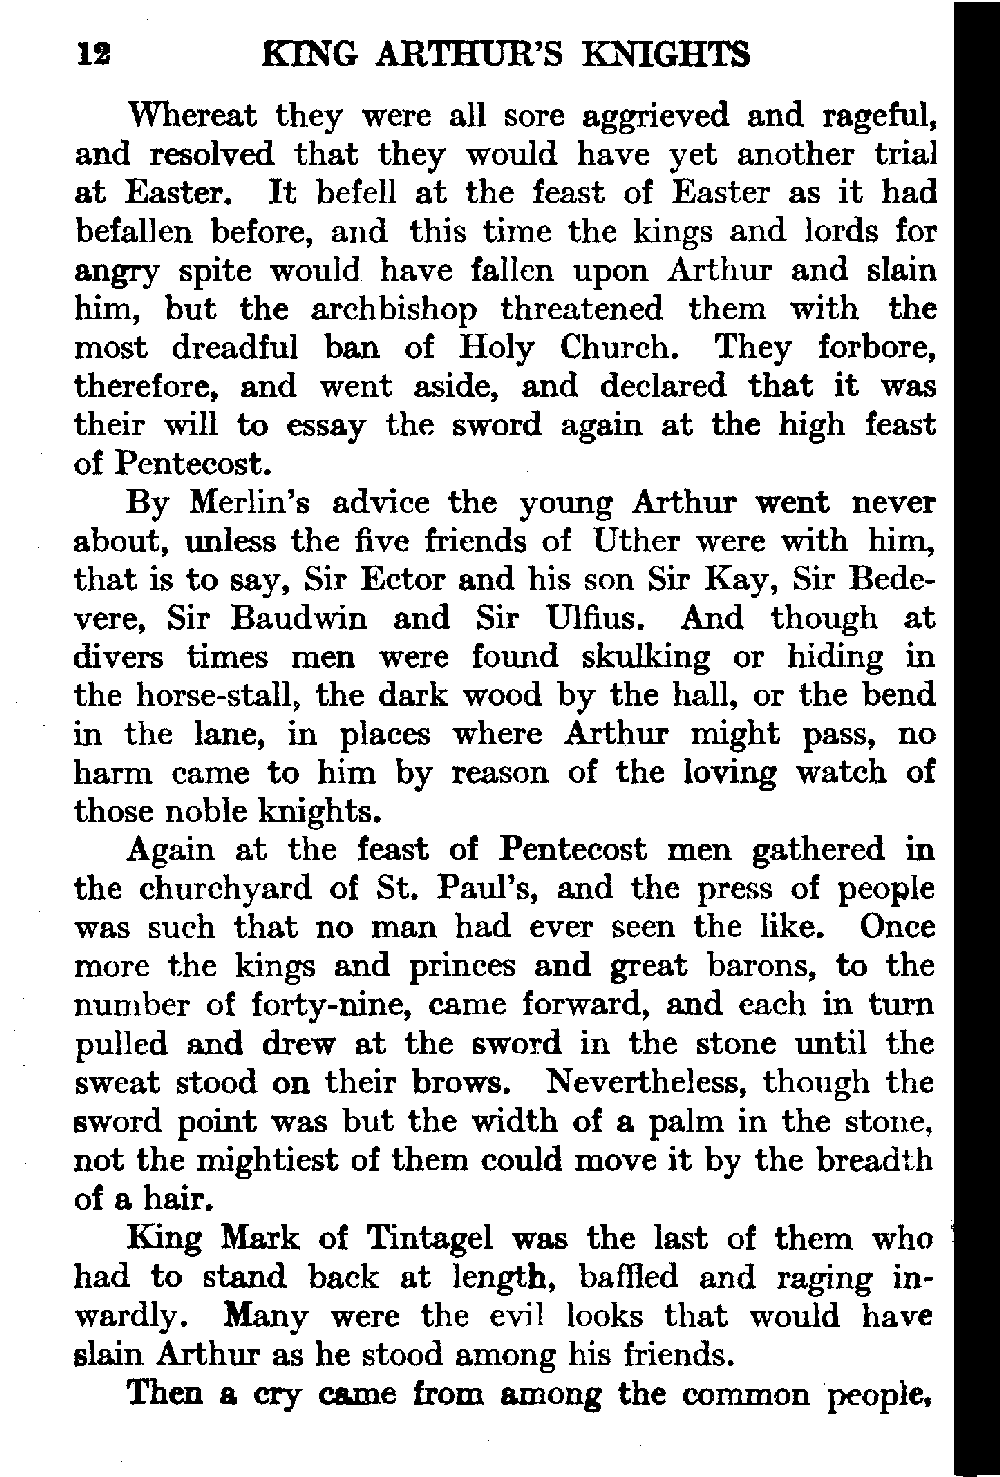 12 KING ARTHUR'S KNIGHTS
Whereat they were all sore aggrieved and rageful,
and resolved that they would have yet another trial
at Easter. It befell at the feast of Easter as it had
befallen before, and this time the kings and lords for
angry spite would have fallen upon Arthur and slain
him, but the archbishop threatened them with the
most dreadful ban of Holy Church. They forbore,
therefore, and went aside, and declared that it was
their will to essay the sword again at the high feast
of Pentecost.
By Merlin's advice the young Arthur went never
about, unless the five friends of Uther were with him,
that is to say, Sir Ector and his son Sir Kay, Sir Bede-
vere, Sir Baudwin and Sir Ulfius. And though at
divers times men were found skulking or hiding in
the horse-stall, the dark wood by the hall, or the bend
in the lane, in places where Arthur might pass, no
harm came to him by reason of the loving watch of
those noble knights.
Again at the feast of Pentecost men gathered in
the churchyard of St. Paul's, and the press of people
was such that no man had ever seen the like. Once
more the kings and princes and great barons, to the
number of forty-nine, came forward, and each in turn
pulled and drew at the sword in the stone until the
sweat stood on their brows. Nevertheless, though the
sword point was but the width of a palm in the stone,
not the mightiest of them could move it by the breadth
of a hair.
King Mark of Tintagel was the last of them who
had to stand back at length, baffled and raging in-
wardly. Many were the evil looks that would have
slain Arthur as he stood among his friends.
Then a cry came from among the common people,